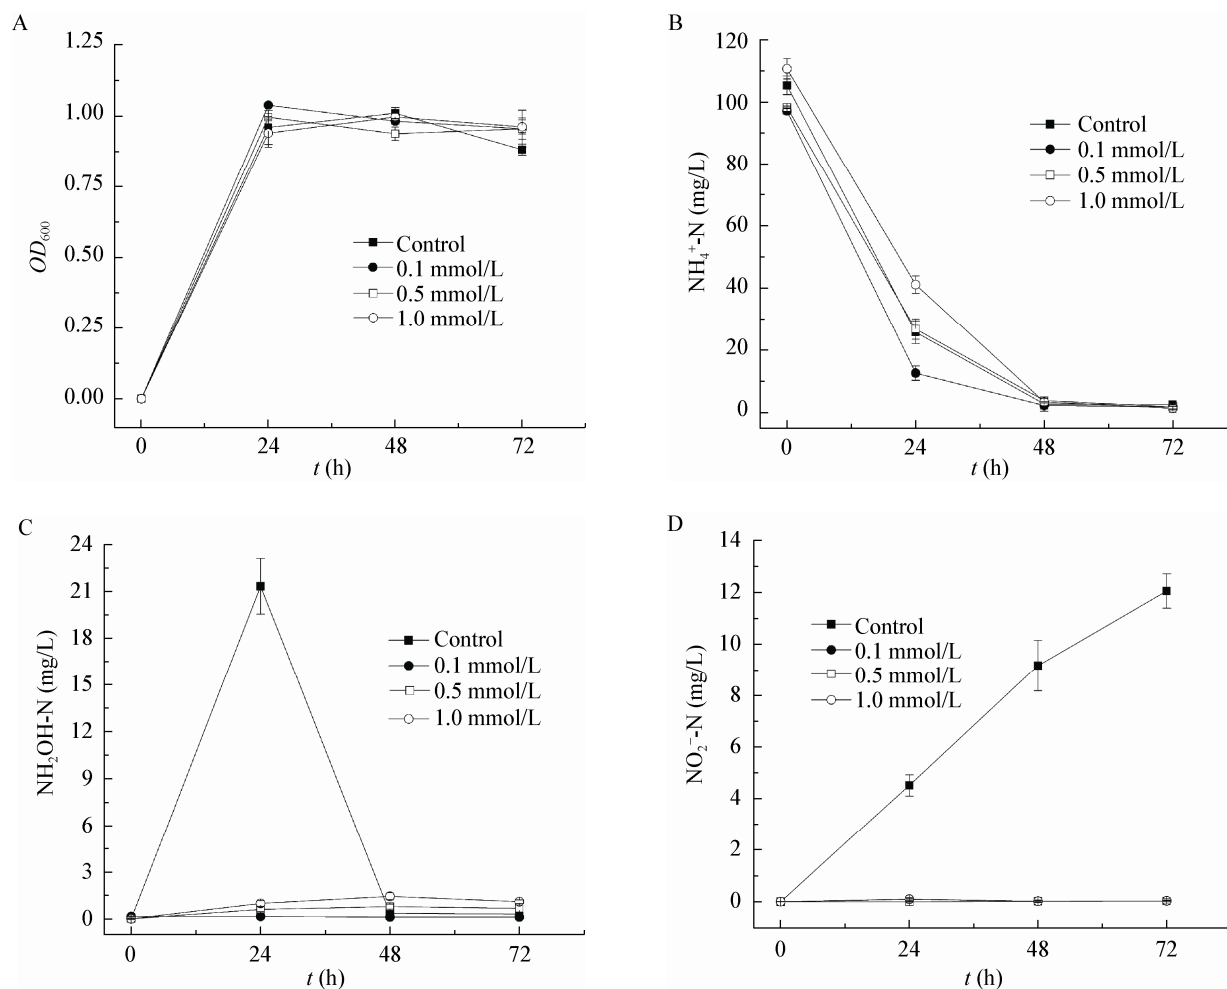 A
1.25
1.00
0.75
0.50
1.00
0.25
0.00
OD600
Control
0.1 mmol/L
0.5 mmol/L
1.0 mmol/L
0 24 48 72
t (h)
B
120
100
80
60
40
20
0
NH4+-N (mg/L)
Control
0.1 mmol/L
0.5 mmol/L
1.0 mmol/L
0 24 48 72
t (h)
C
24
21
18
15
12
9
6
3
0
NH2OH-N (mg/L)
Control
0.1 mmol/L
0.5 mmol/L
1.0 mmol/L
0 24 48 72
t (h)
D
14
12
10
8
6
4
2
0
NO2−-N (mg/L)
Control
0.1 mmol/L
0.5 mmol/L
1.0 mmol/L
0 24 48 72
t (h)